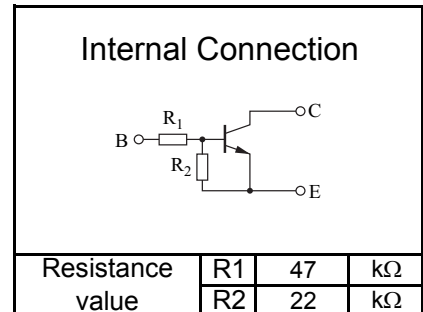 Internal Connection
R1
C
B
R2
E
Resistance value R1 47 kΩ
R2 22 kΩ